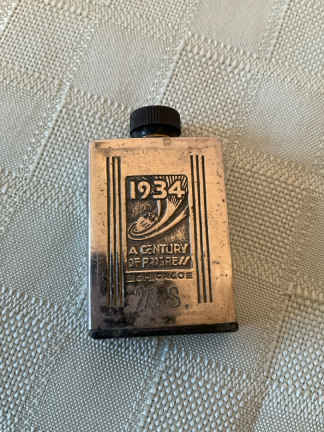 1934
A CENTURY
OF PROGRESS
CHICAGO